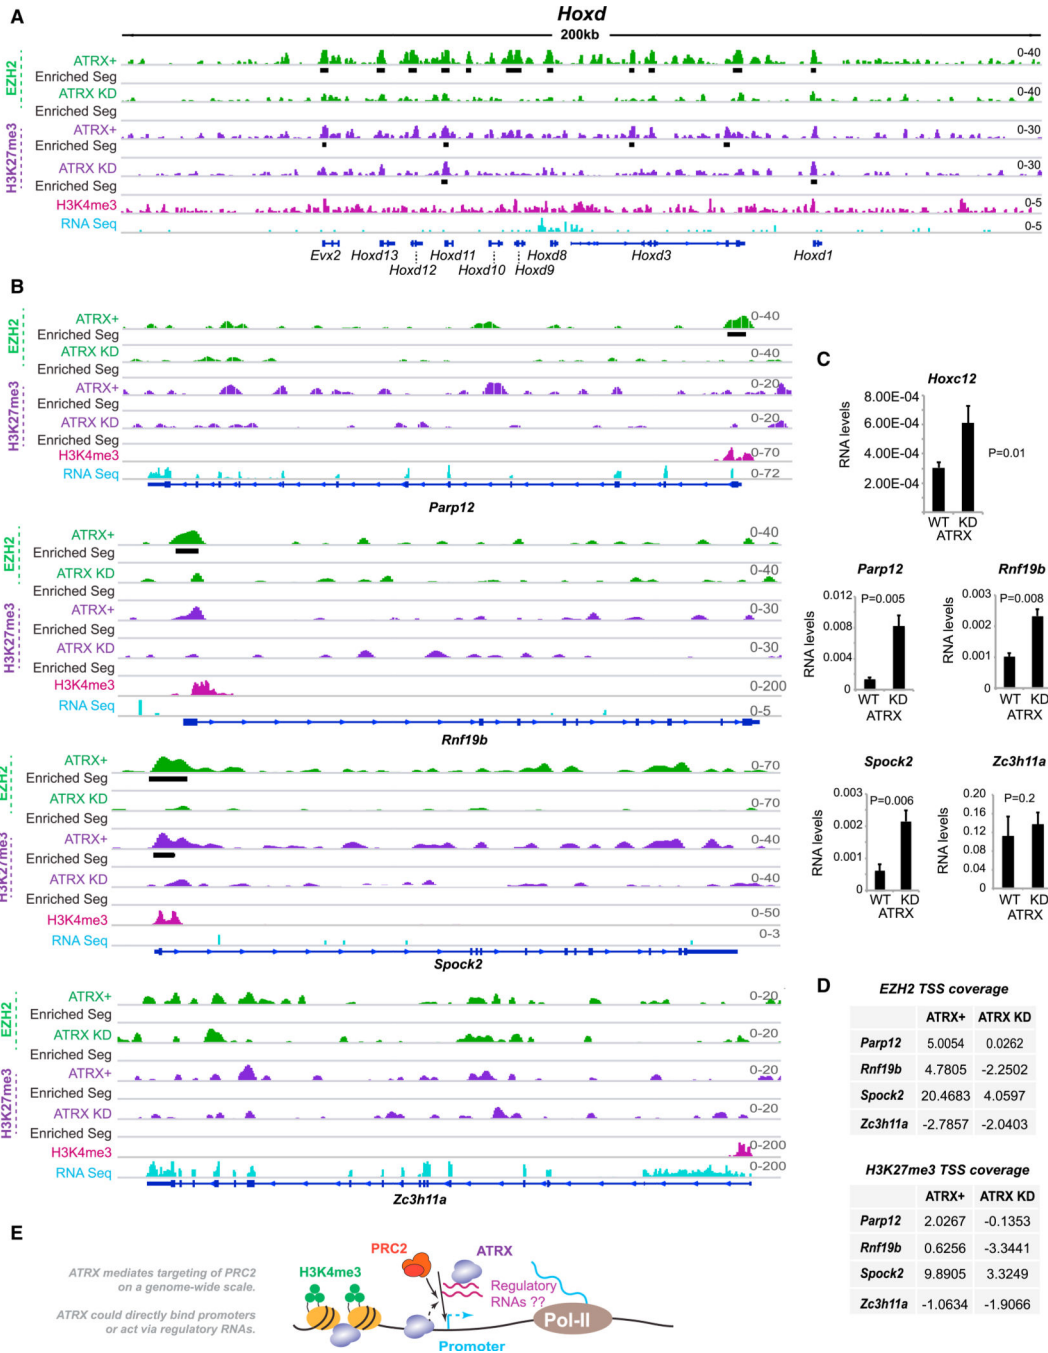 A
Hoxd
200kb
EZH2
ATRX+
0-40
Enriched Seg
ATRX KD
0-40
Enriched Seg
H3K27me3
ATRX+
0-30
Enriched Seg
ATRX KD
0-30
Enriched Seg
H3K4me3
0-5
RNA Seq
0-5
Evx2 Hoxd13 Hoxd11 Hoxd8 Hoxd3 Hoxd1
Hoxd12 Hoxd10 Hoxd9
B
EZH2
ATRX+
0-40
Enriched Seg
ATRX KD
0-40
Enriched Seg
H3K27me3
ATRX+
0-20
Enriched Seg
ATRX KD
0-20
Enriched Seg
H3K4me3
0-70
RNA Seq
0-72
Parp12
EZH2
ATRX+
0-40
Enriched Seg
ATRX KD
0-40
Enriched Seg
H3K27me3
ATRX+
0-30
Enriched Seg
ATRX KD
0-30
Enriched Seg
H3K4me3
0-200
RNA Seq
0-5
Rnf19b
EZH2
ATRX+
0-70
Enriched Seg
ATRX KD
0-70
Enriched Seg
H3K27me3
ATRX+
0-40
Enriched Seg
ATRX KD
0-40
Enriched Seg
H3K4me3
0-50
RNA Seq
0-3
Spock2
EZH2
ATRX+
0-20
Enriched Seg
ATRX KD
0-20
Enriched Seg
H3K27me3
ATRX+
0-20
Enriched Seg
ATRX KD
0-20
Enriched Seg
H3K4me3
0-200
RNA Seq
0-200
Zc3h11a
C
Hoxc12
RNA levels
8.00E-04
6.00E-04
4.00E-04
2.00E-04
P=0.01
WT KD
ATRX
Parp12
RNA levels
0.012
0.008
0.004
0
P=0.005
WT KD
ATRX
Rnf19b
RNA levels
0.003
0.002
0.001
0
P=0.008
WT KD
ATRX
Spock2
RNA levels
0.003
0.002
0.001
0
P=0.006
WT KD
ATRX
Zc3h11a
RNA levels
0.20
0.16
0.12
0.08
0.04
0
P=0.2
WT KD
ATRX
D
EZH2 TSS coverage
ATRX+ ATRX KD
Parp12 5.0054 0.0262
Rnf19b 4.7805 -2.2502
Spock2 20.4683 4.0597
Zc3h11a -2.7857 -2.0403
H3K27me3 TSS coverage
ATRX+ ATRX KD
Parp12 2.0267 -0.1353
Rnf19b 0.6256 -3.3441
Spock2 9.8905 3.3249
Zc3h11a -1.0634 -1.9066
E
ATRX mediates targeting of PRC2
on a genome-wide scale.
ATRX could directly bind promoters
or act via regulatory RNAs.
H3K4me3
PRC2
ATRX
Regulatory
RNAs ??
Pol-II
Promoter